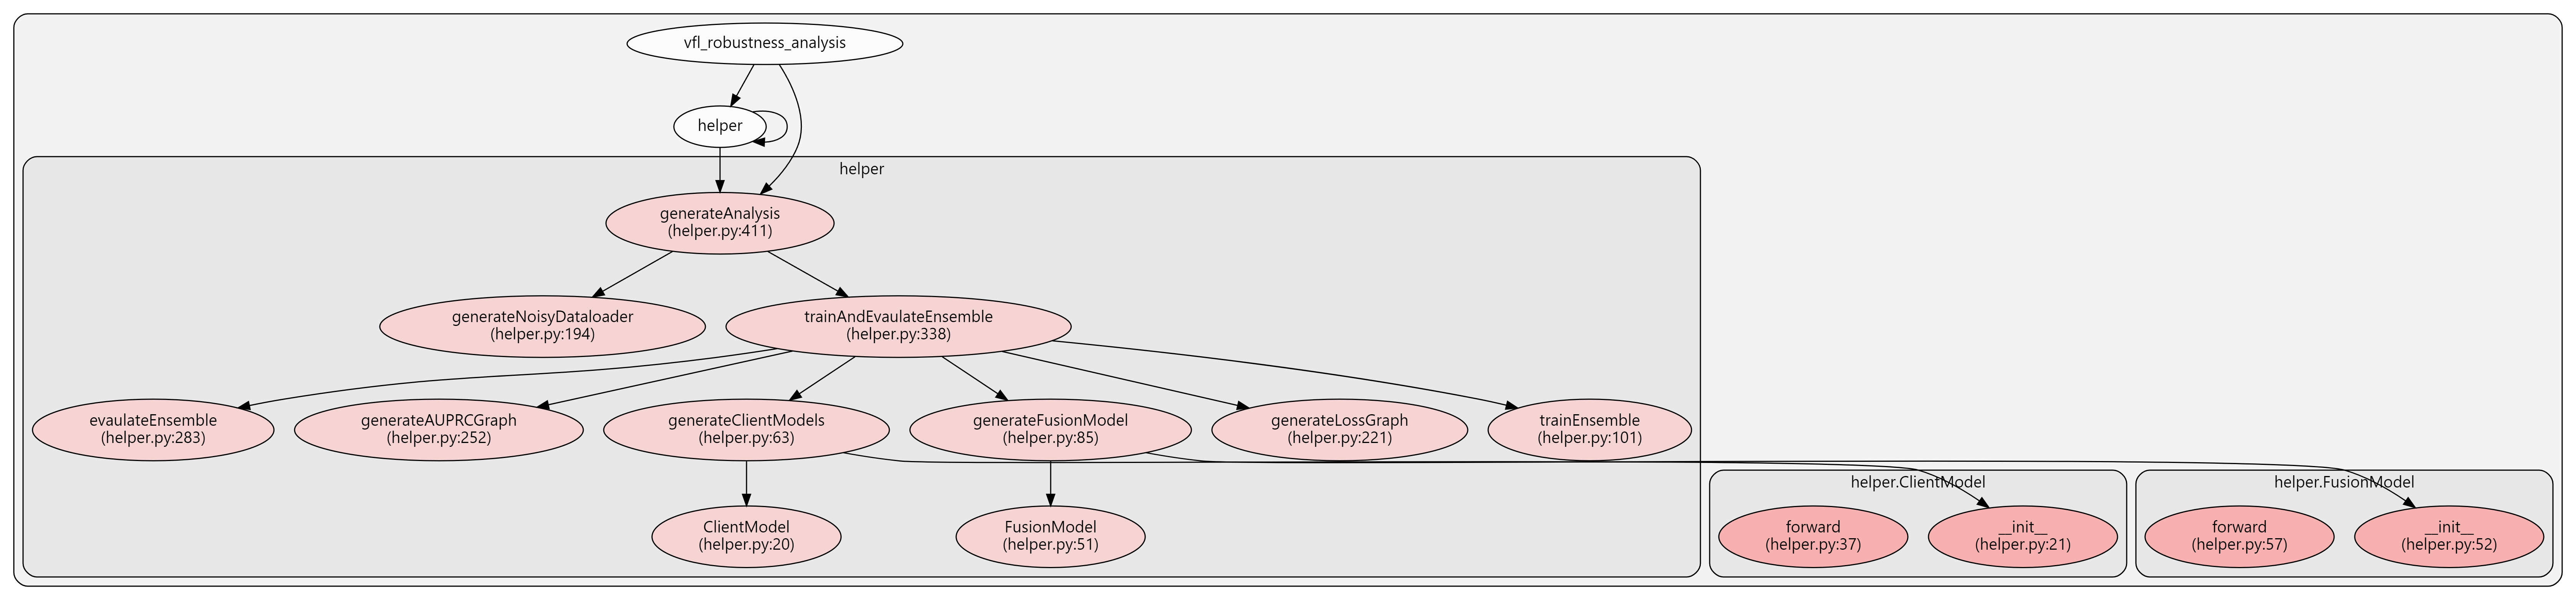 vfl_robustness_analysis
helper
helper
generateAnalysis
(helper.py:411)
generateNoisyDataloader
(helper.py:194)
trainAndEvaulateEnsemble
(helper.py:338)
evaulateEnsemble
(helper.py:283)
generateAUPRCGraph
(helper.py:252)
generateClientModels
(helper.py:63)
generateFusionModel
(helper.py:85)
generateLossGraph
(helper.py:221)
trainEnsemble
(helper.py:101)
ClientModel
(helper.py:20)
FusionModel
(helper.py:51)
helper.ClientModel
forward
(helper.py:37)
__init__
(helper.py:21)
helper.FusionModel
forward
(helper.py:57)
__init__
(helper.py:52)